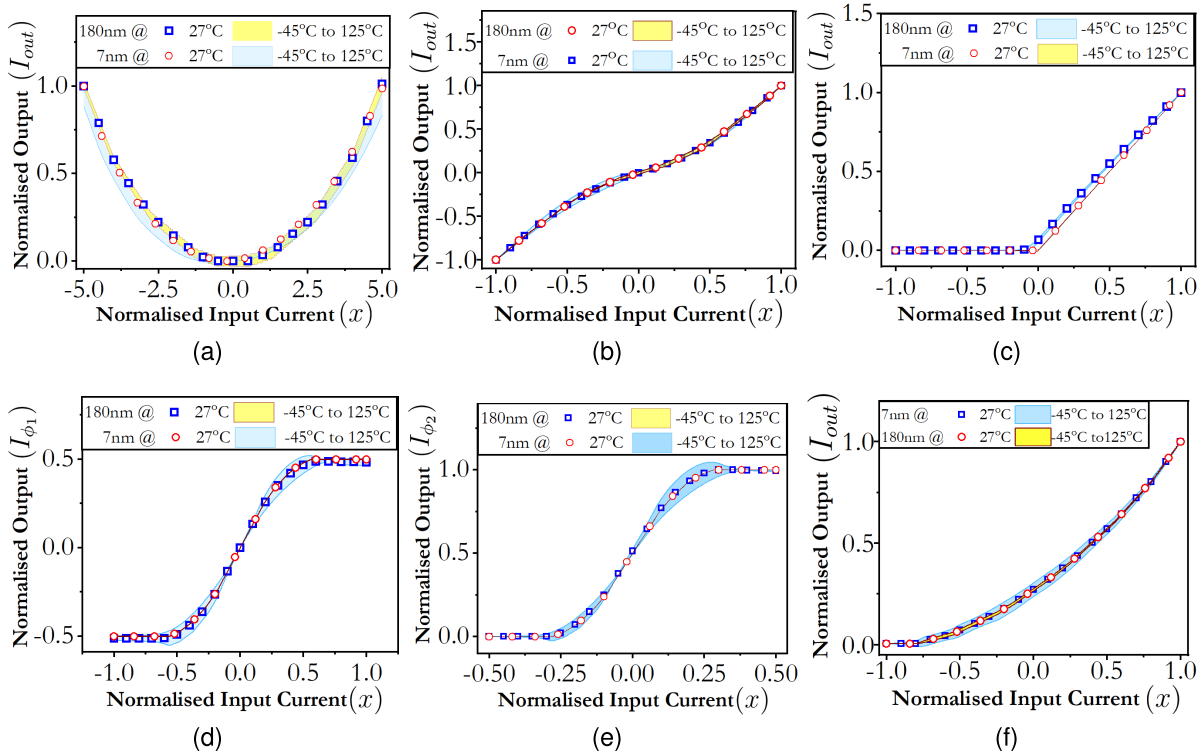 180nm @ 27°C -45°C to 125°C
7nm @ 27°C -45°C to 125°C
Normalised Output (I_out)
1.0
0.5
0.0
-5.0 -2.5 0.0 2.5 5.0
Normalised Input Current (x)
(a)
180nm @ 27°C -45°C to 125°C
7nm @ 27°C -45°C to 125°C
Normalised Output (I_out)
1.5
1.0
0.5
0.0
-0.5
-1.0
-1.0 -0.5 0.0 0.5 1.0
Normalised Input Current (x)
(b)
180nm @ 27°C -45°C to 125°C
7nm @ 27°C -45°C to 125°C
Normalised Output (I_out)
1.5
1.0
0.5
0.0
-1.0 -0.5 0.0 0.5 1.0
Normalised Input Current (x)
(c)
180nm @ 27°C -45°C to 125°C
7nm @ 27°C -45°C to 125°C
Normalised Output (I_ϕ1)
0.5
0.0
-0.5
-1.0 -0.5 0.0 0.5 1.0
Normalised Input Current (x)
(d)
180nm @ 27°C -45°C to 125°C
7nm @ 27°C -45°C to 125°C
Normalised Output (I_ϕ2)
1.0
0.5
0.0
-0.50 -0.25 0.00 0.25 0.50
Normalised Input Current (x)
(e)
7nm @ 27°C -45°C to 125°C
180nm @ 27°C -45°C to125°C
Normalised Output (I_out)
1.0
0.5
0.0
-1.0 -0.5 0.0 0.5 1.0
Normalised Input Current (x)
(f)